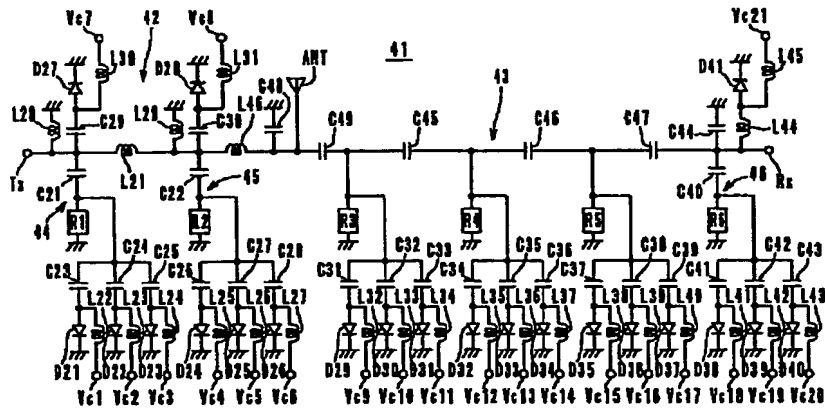 Vc7 42 Vc8 41 Vc21
D27 L30 D28 L31 ANT D41 L45
L28 C29 L29 C30 L46 C48 C49 C45 43 C46 C47 C44 L44
Tx C21 L21 C22 45 C40 48 Rx
44 R1 R2 R3 R4 R5 R6
C23 C24 C25 C26 C27 C28 C31 C32 C33 C34 C35 C36 C37 C38 C39 C41 C42 C43
L22 L23 L24 L25 L26 L27 L32 L33 L34 L35 L36 L37 L38 L39 L40 L41 L42 L43
D21 D22 D23 D24 D25 D26 D29 D30 D31 D32 D33 D34 D35 D36 D37 D38 D39 D40
Vc1 Vc2 Vc3 Vc4 Vc5 Vc6 Vc9 Vc10 Vc11 Vc12 Vc13 Vc14 Vc15 Vc16 Vc17 Vc18 Vc19 Vc20